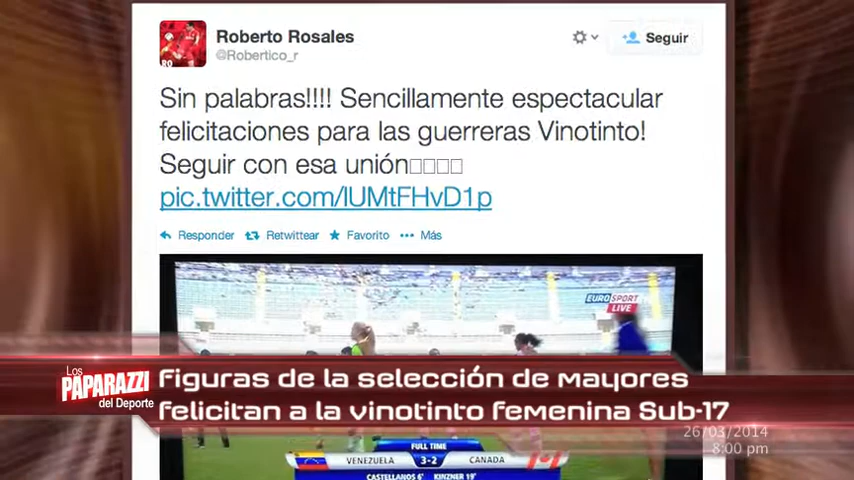 RO
Roberto Rosales
@Robertico_r
Seguir
Sin palabras!!!! Sencillamente espectacular
felicitaciones para las guerreras Vinotinto!
Seguir con esa unión□□□□
pic.twitter.com/lUMtFHvD1p
Responder Retwittear Favorito Más
EUROSPORT
LIVE
Los
PAPARAZZI
del Deporte
Figuras de la selección de mayores
felicitan a la vinotinto femenina Sub-17
26/03/2014
8:00 pm
FULL TIME
VENEZUELA 3-2 CANADA
CASTELLANOS 6' KINZNER 19'